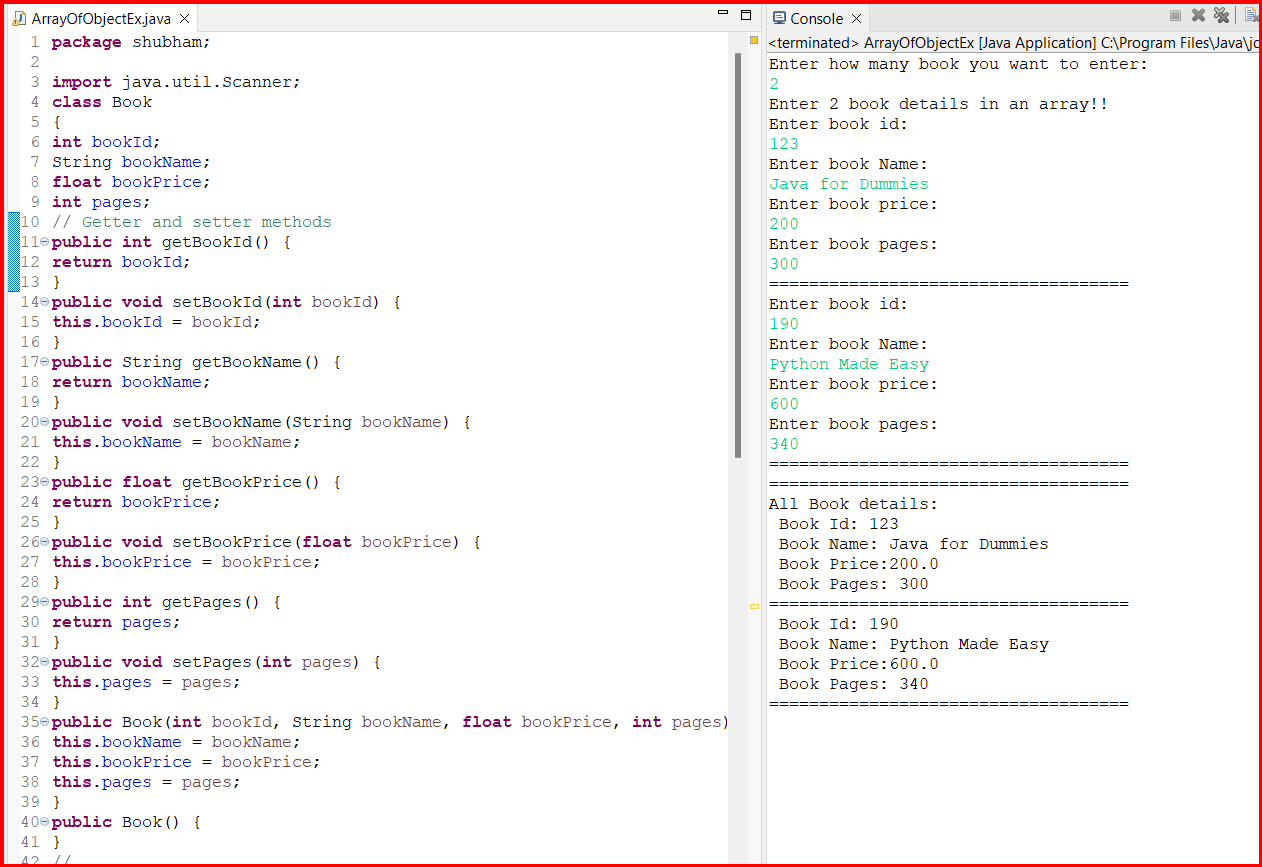 ArrayOfObjectEx.java
1 package shubham;
2
3 import java.util.Scanner;
4 class Book
5 {
6 int bookId;
7 String bookName;
8 float bookPrice;
9 int pages;
10 // Getter and setter methods
11 public int getBookId() {
12 return bookId;
13 }
14 public void setBookId(int bookId) {
15 this.bookId = bookId;
16 }
17 public String getBookName() {
18 return bookName;
19 }
20 public void setBookName(String bookName) {
21 this.bookName = bookName;
22 }
23 public float getBookPrice() {
24 return bookPrice;
25 }
26 public void setBookPrice(float bookPrice) {
27 this.bookPrice = bookPrice;
28 }
29 public int getPages() {
30 return pages;
31 }
32 public void setPages(int pages) {
33 this.pages = pages;
34 }
35 public Book(int bookId, String bookName, float bookPrice, int pages)
36 this.bookName = bookName;
37 this.bookPrice = bookPrice;
38 this.pages = pages;
39 }
40 public Book() {
41 }
42 //
Console
<terminated> ArrayOfObjectEx [Java Application] C:\Program Files\Java\jc
Enter how many book you want to enter:
2
Enter 2 book details in an array!!
Enter book id:
123
Enter book Name:
Java for Dummies
Enter book price:
200
Enter book pages:
300
====================================
Enter book id:
190
Enter book Name:
Python Made Easy
Enter book price:
600
Enter book pages:
340
====================================
====================================
All Book details:
Book Id: 123
Book Name: Java for Dummies
Book Price:200.0
Book Pages: 300
====================================
Book Id: 190
Book Name: Python Made Easy
Book Price:600.0
Book Pages: 340
====================================